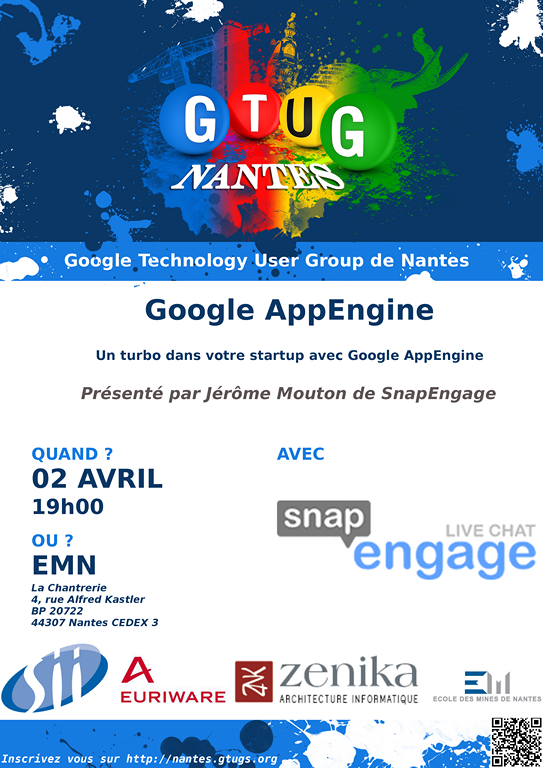 GTUG
NANTES
Google Technology User Group de Nantes
Google AppEngine
Un turbo dans votre startup avec Google AppEngine
Présenté par Jérôme Mouton de SnapEngage
QUAND ?
02 AVRIL
19h00
OU ?
EMN
La Chantrerie
4, rue Alfred Kastler
BP 20722
44307 Nantes CEDEX 3
AVEC
snap
LIVE CHAT
engage
sii
A
EURIWARE
zenika
ARCHITECTURE INFORMATIQUE
EM
ECOLE DES MINES DE NANTES
Inscrivez vous sur http://nantes.gtugs.org